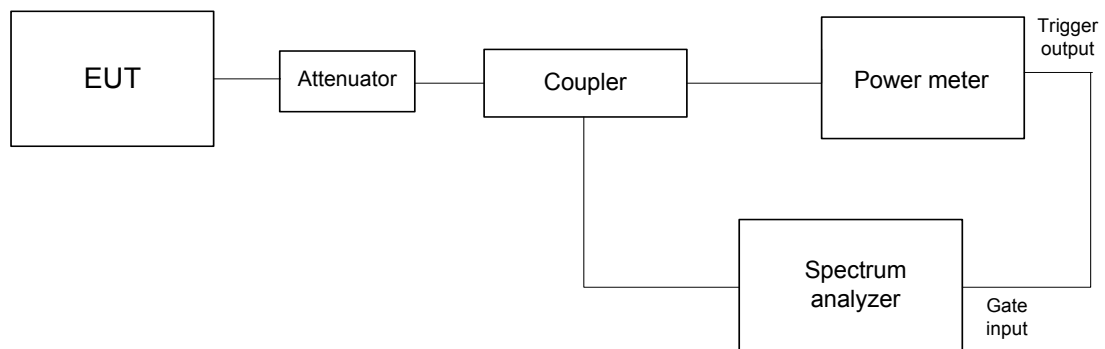 EUT
Attenuator
Coupler
Power meter
Trigger
output
Spectrum
analyzer
Gate
input